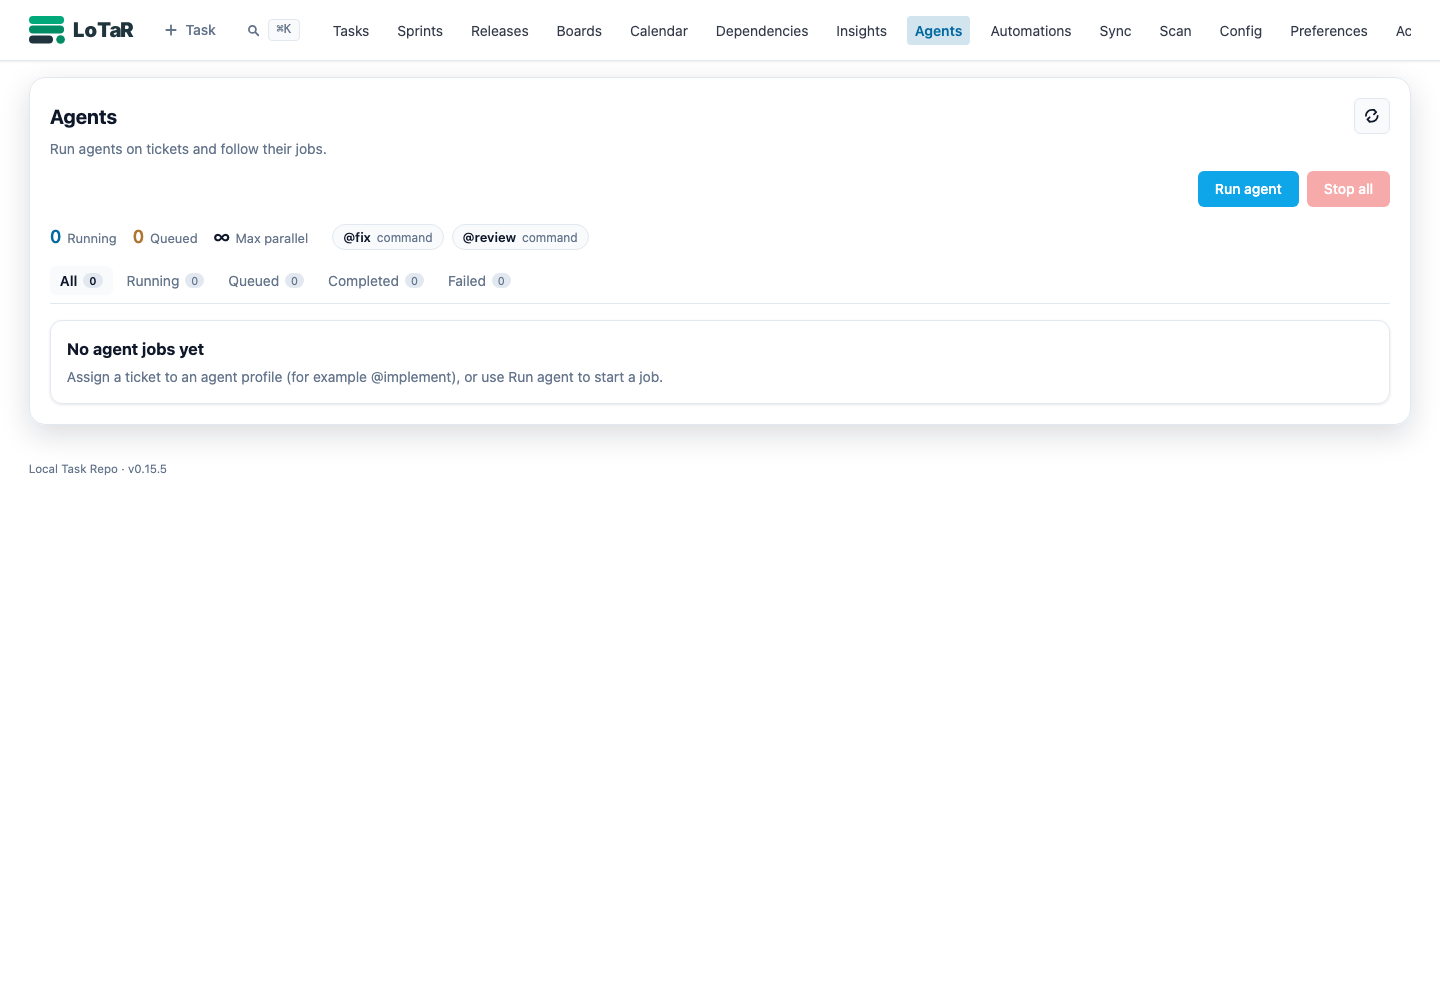 LoTaR
+ Task
⌘K
Tasks Sprints Releases Boards Calendar Dependencies Insights Agents Automations Sync Scan Config Preferences Ac
Agents
Run agents on tickets and follow their jobs.
Run agent Stop all
0 Running 0 Queued ∞ Max parallel @fix command @review command
All 0 Running 0 Queued 0 Completed 0 Failed 0
No agent jobs yet
Assign a ticket to an agent profile (for example @implement), or use Run agent to start a job.
Local Task Repo · v0.15.5